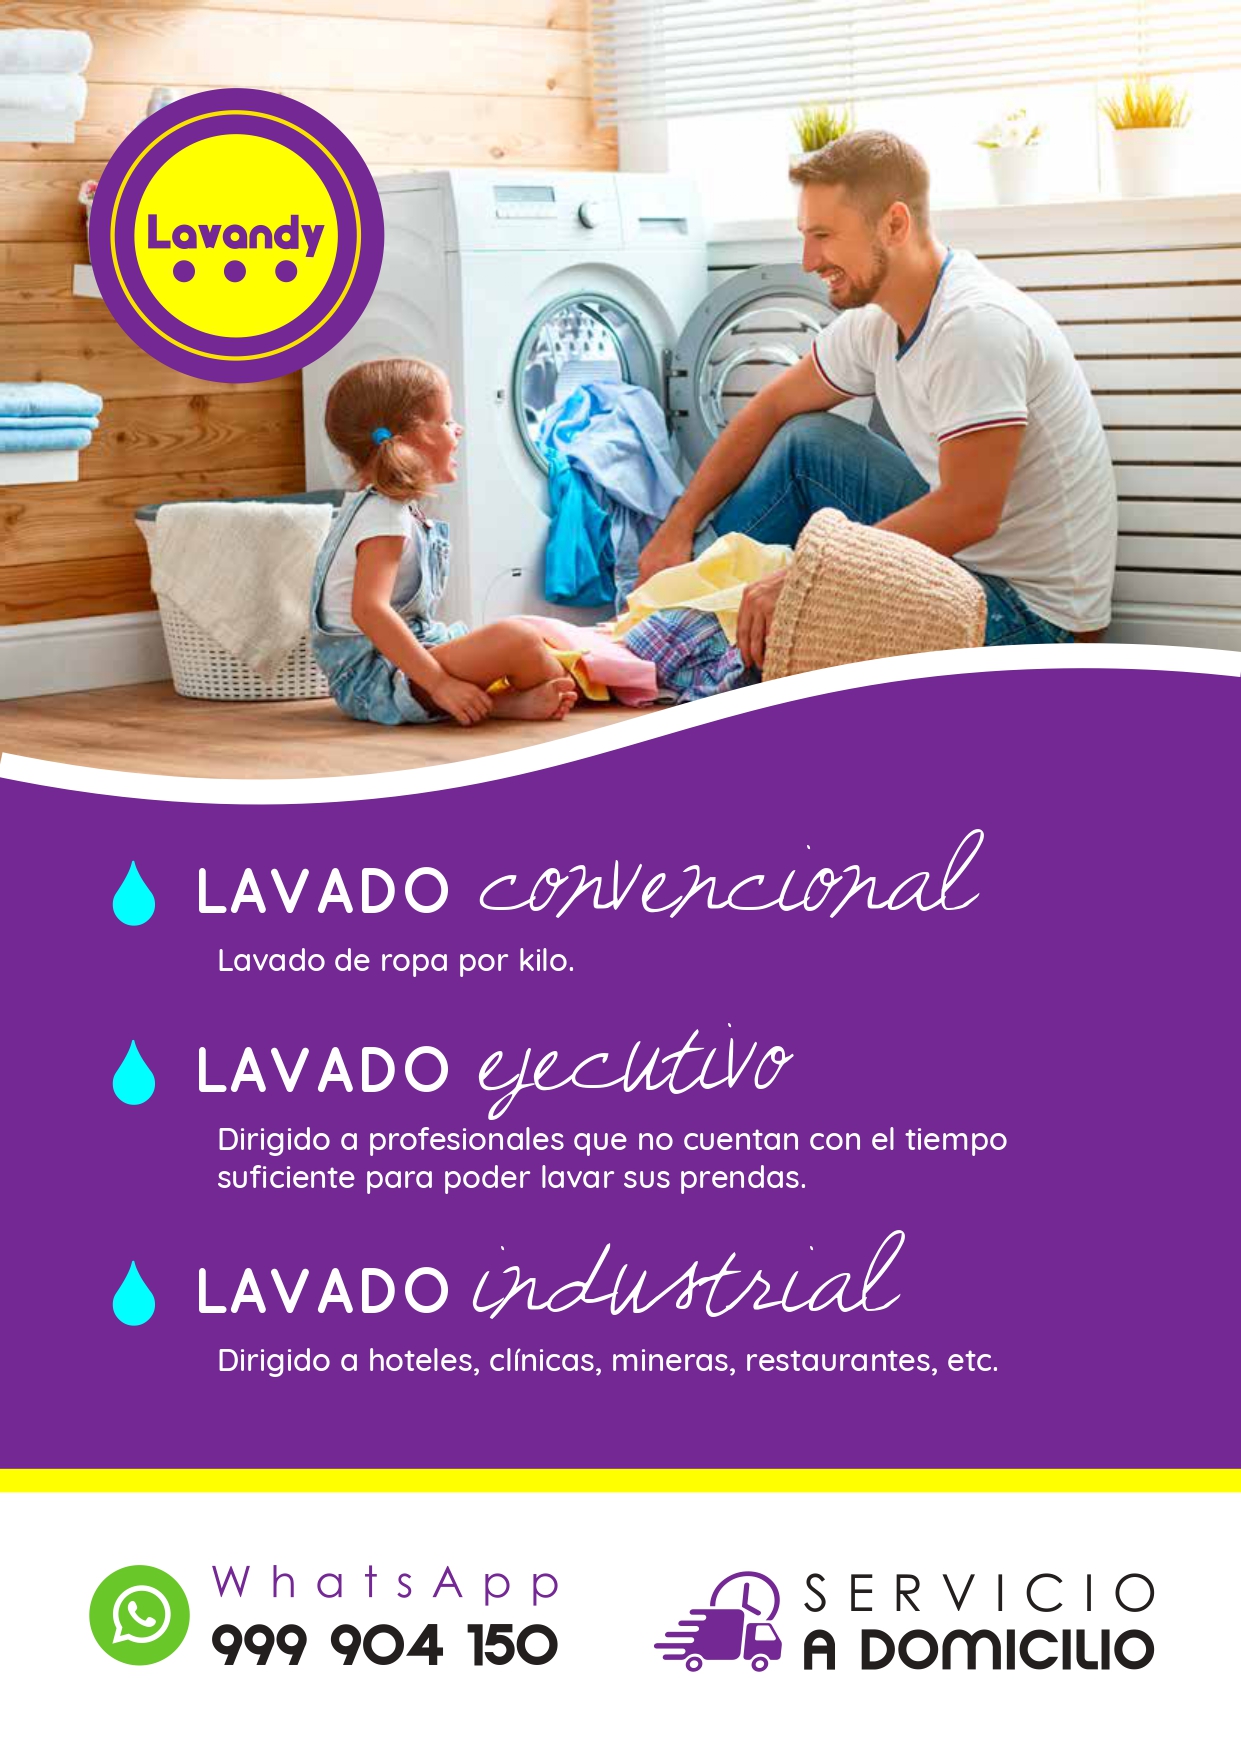 Lavandy
LAVADO convencional
Lavado de ropa por kilo.
LAVADO ejecutivo
Dirigido a profesionales que no cuentan con el tiempo
suficiente para poder lavar sus prendas.
LAVADO industrial
Dirigido a hoteles, clínicas, mineras, restaurantes, etc.
WhatsApp
999 904 150
SERVICIO
A DOMICILIO